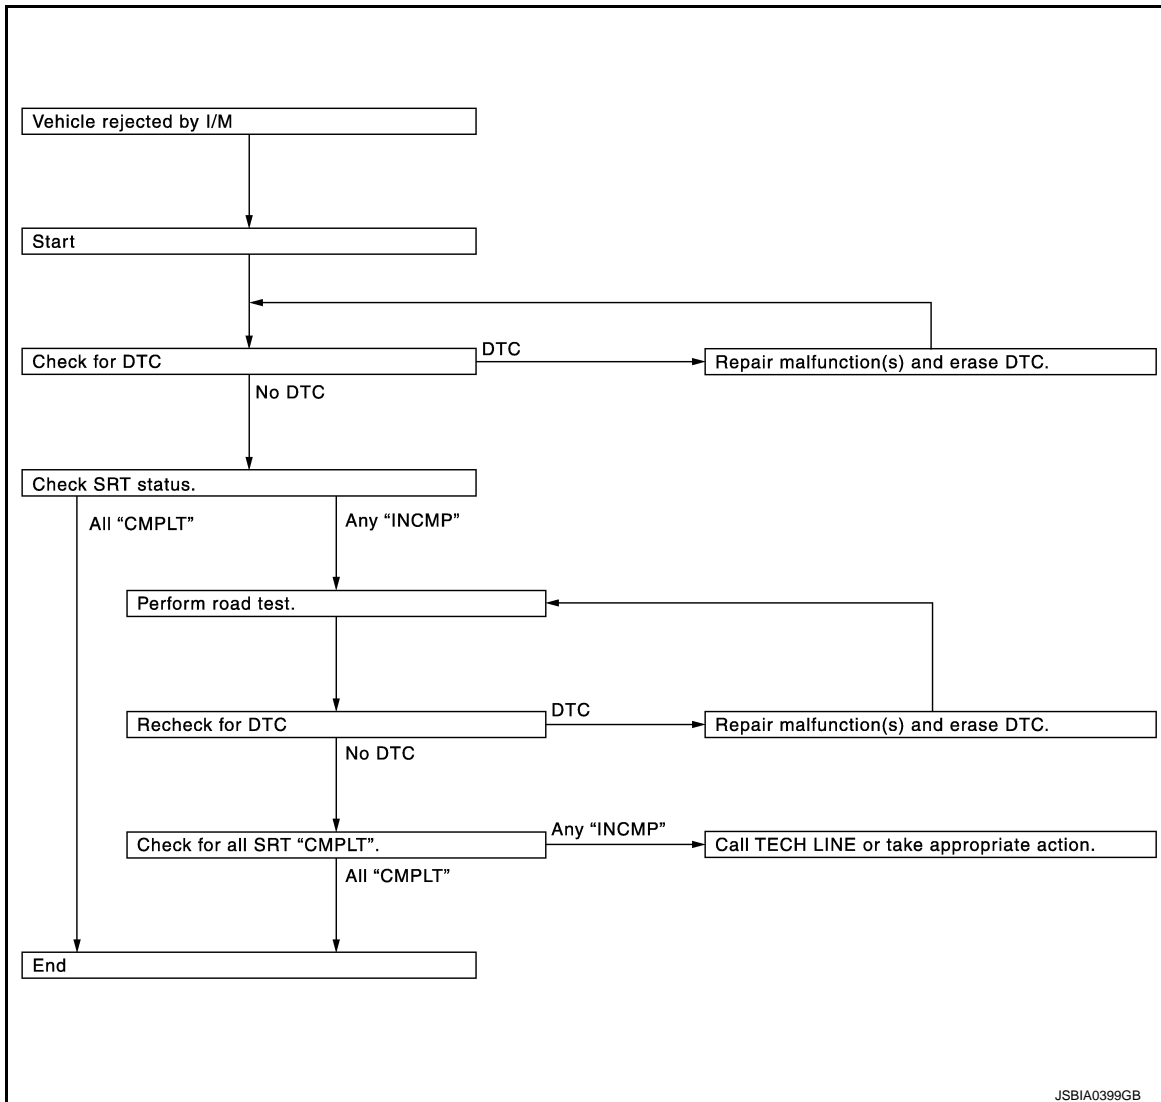 Vehicle rejected by I/M
Start
Check for DTC
DTC
Repair malfunction(s) and erase DTC.
No DTC
Check SRT status.
All “CMPLT”
Any “INCMP”
Perform road test.
Recheck for DTC
DTC
Repair malfunction(s) and erase DTC.
No DTC
Check for all SRT “CMPLT”.
Any “INCMP”
Call TECH LINE or take appropriate action.
All “CMPLT”
End
JSBIA0399GB